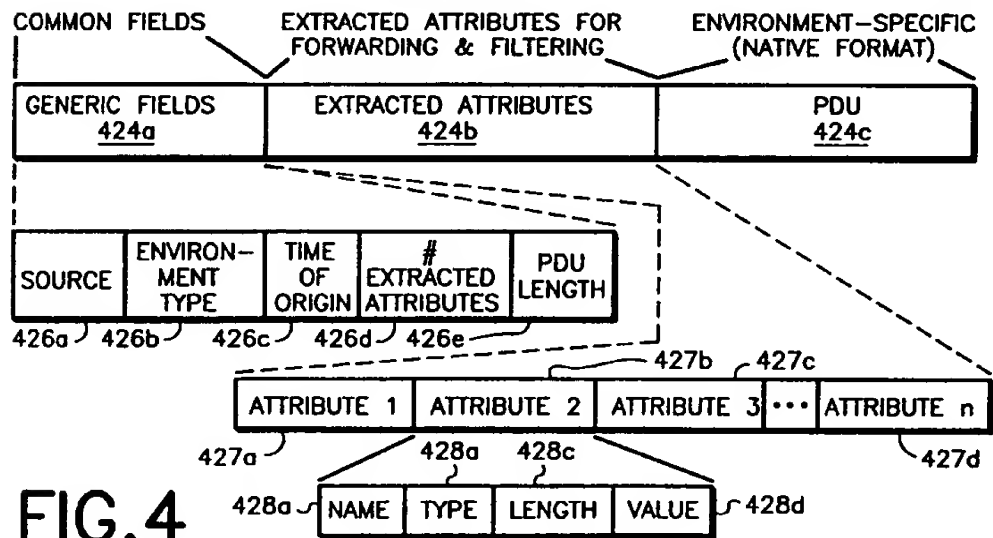 COMMON FIELDS
EXTRACTED ATTRIBUTES FOR
FORWARDING & FILTERING
ENVIRONMENT-SPECIFIC
(NATIVE FORMAT)
GENERIC FIELDS
424a
EXTRACTED ATTRIBUTES
424b
PDU
424c
SOURCE
ENVIRON-
MENT
TYPE
TIME
OF
ORIGIN
#
EXTRACTED
ATTRIBUTES
PDU
LENGTH
426a
426b
426c
426d
426e
427b
427c
ATTRIBUTE 1
ATTRIBUTE 2
ATTRIBUTE 3
•••
ATTRIBUTE n
427a
428a
428c
427d
428a
NAME
TYPE
LENGTH
VALUE
428d
FIG.4